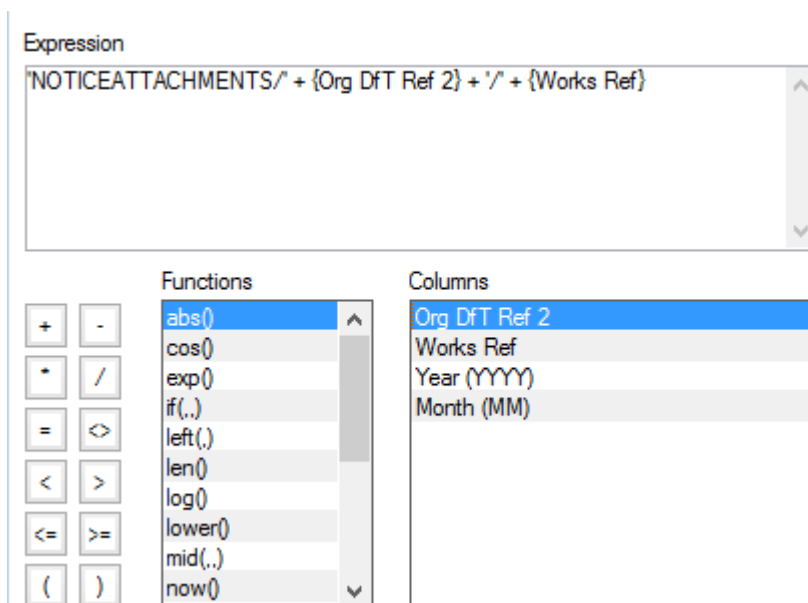 Expression
'NOTICEATTACHMENTS/' + {Org DfT Ref 2} + '/' + {Works Ref}
Functions
Columns
+ -
* /
= <>
< >
<= >=
( )
abs()
cos()
exp()
if(,,)
left(,)
len()
log()
lower()
mid(,,)
now()
Org DfT Ref 2
Works Ref
Year (YYYY)
Month (MM)